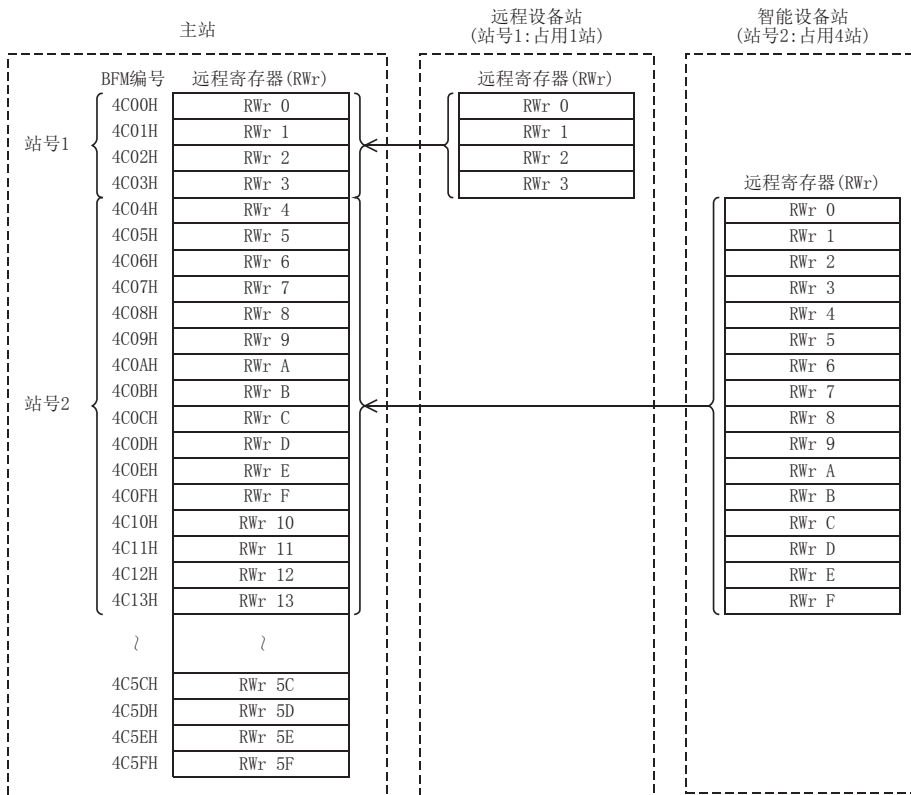 主站
远程设备站
(站号1:占用1站)
智能设备站
(站号2:占用4站)
BFM编号 远程寄存器(RWr)
站号1
4C00H RWr 0
4C01H RWr 1
4C02H RWr 2
4C03H RWr 3
站号2
4C04H RWr 4
4C05H RWr 5
4C06H RWr 6
4C07H RWr 7
4C08H RWr 8
4C09H RWr 9
4C0AH RWr A
4C0BH RWr B
4C0CH RWr C
4C0DH RWr D
4C0EH RWr E
4C0FH RWr F
4C10H RWr 10
4C11H RWr 11
4C12H RWr 12
4C13H RWr 13
~ ~
4C5CH RWr 5C
4C5DH RWr 5D
4C5EH RWr 5E
4C5FH RWr 5F
远程寄存器(RWr)
RWr 0
RWr 1
RWr 2
RWr 3
远程寄存器(RWr)
RWr 0
RWr 1
RWr 2
RWr 3
RWr 4
RWr 5
RWr 6
RWr 7
RWr 8
RWr 9
RWr A
RWr B
RWr C
RWr D
RWr E
RWr F